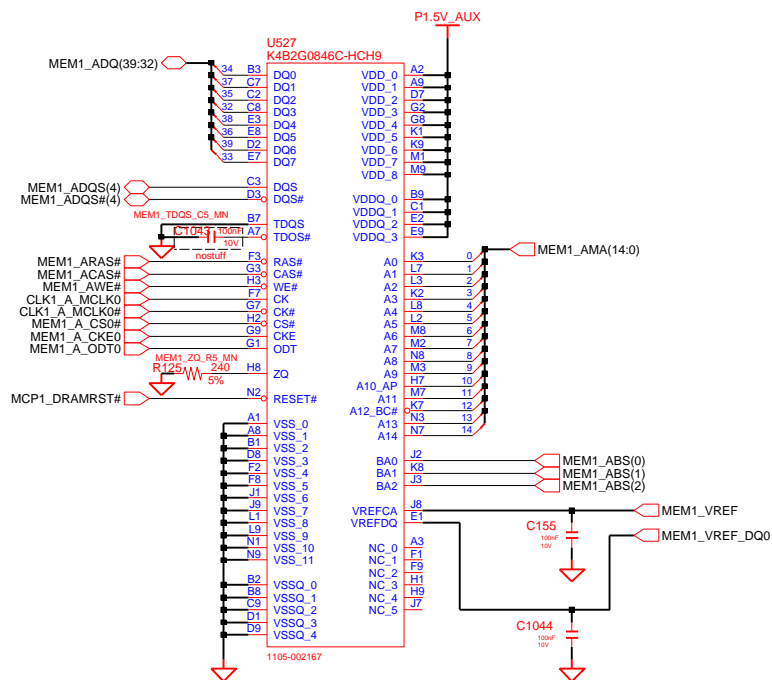 P1.5V_AUX
U527
K4B2G0846C-HCH9
MEM1_ADQ(39:32)
34 B3 DQ0 VDD_0 A2
37 C7 DQ1 VDD_1 A9
35 C2 DQ2 VDD_2 D7
32 C8 DQ3 VDD_3 G2
38 E3 DQ4 VDD_4 G8
36 E8 DQ5 VDD_5 K1
39 D2 DQ6 VDD_6 K9
33 E7 DQ7 VDD_7 M1
VDD_8 M9
MEM1_ADQS(4) C3 DQS VDDQ_0 B9
MEM1_ADQS#(4) D3 DQS# VDDQ_1 C1
MEM1_TDQS_C5_MN VDDQ_2 E2
B7 TDQS VDDQ_3 E9
C1043 100nF A7 TDQS#
10V
nostuff
MEM1_AMA(14:0)
MEM1_ARAS# F3 RAS# A0 K3 0
MEM1_ACAS# G3 CAS# A1 L7 1
MEM1_AWE# H3 WE# A2 L3 2
CLK1_A_MCLK0 F7 CK A3 K2 3
CLK1_A_MCLK0# G7 CK# A4 L8 4
MEM1_A_CS0# H2 CS# A5 L2 5
MEM1_A_CKE0 G9 CKE A6 M8 6
MEM1_A_ODT0 G1 ODT A7 M2 7
MEM1_ZQ_R5_MN A8 N8 8
R125 240 H8 ZQ A9 M3 9
5% A10_AP H7 10
MCP1_DRAMRST# N2 RESET# A11 M7 11
A12_BC# K7 12
A1 VSS_0 A13 N3 13
A8 VSS_1 A14 N7 14
B1 VSS_2
D8 VSS_3 BA0 J2 MEM1_ABS(0)
F2 VSS_4 BA1 K8 MEM1_ABS(1)
F8 VSS_5 BA2 J3 MEM1_ABS(2)
J1 VSS_6
J9 VSS_7 VREFCA J8 MEM1_VREF
L1 VSS_8 VREFDQ E1
L9 VSS_9 C155 MEM1_VREF_DQ0
N1 VSS_10 NC_0 A3 100nF
N9 VSS_11 NC_1 F1 10V
NC_2 F9
B2 VSSQ_0 NC_3 H1
B8 VSSQ_1 NC_4 H9
C9 VSSQ_2 NC_5 J7
D1 VSSQ_3 C1044
D9 VSSQ_4 100nF
10V
1105-002167